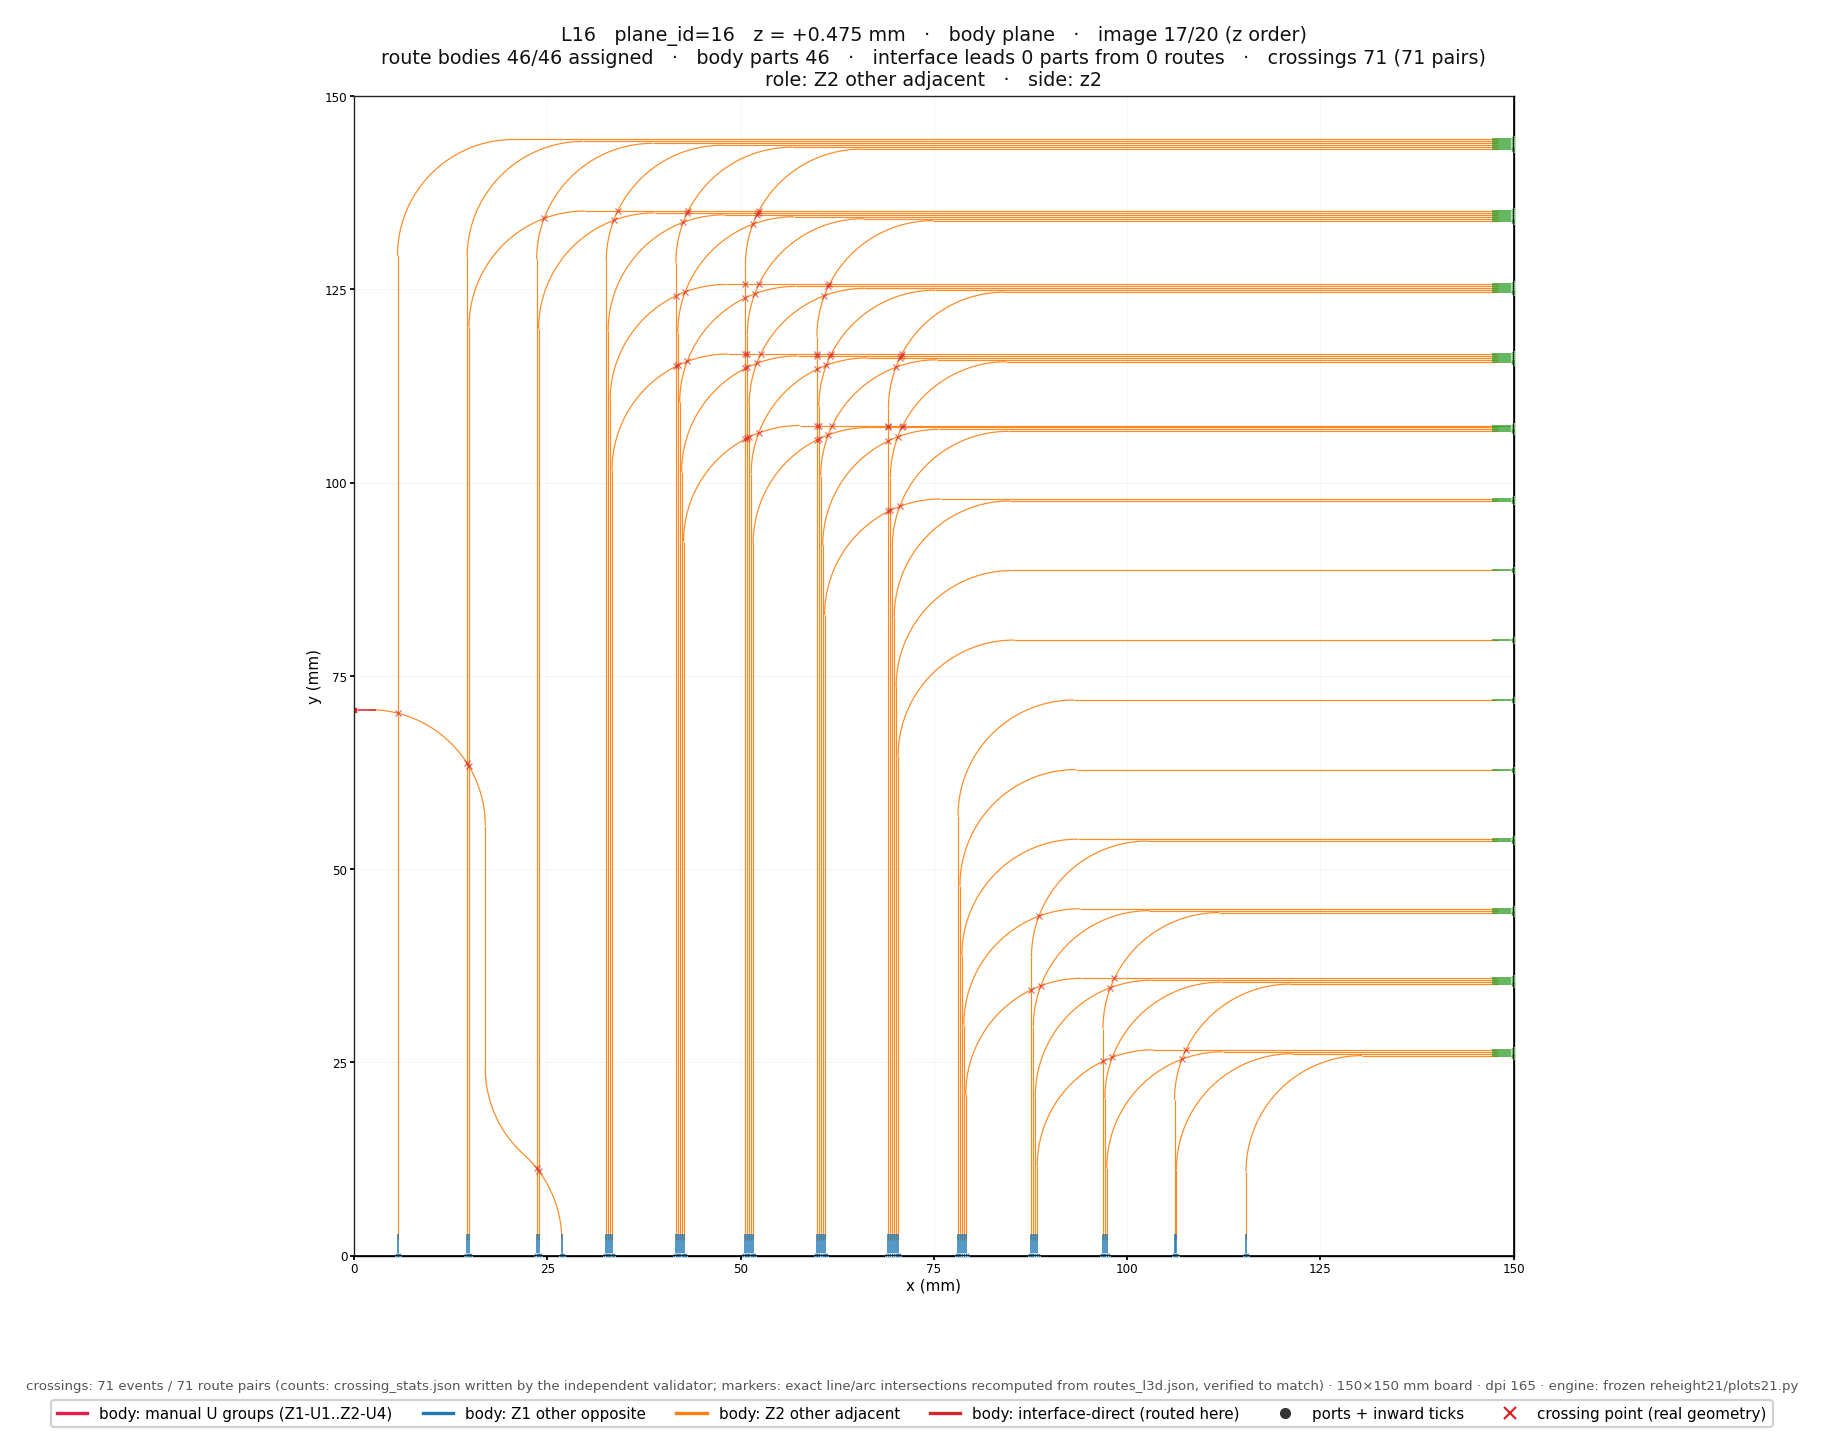 L16   plane_id=16   z = +0.475 mm   ·   body plane   ·   image 17/20 (z order)
route bodies 46/46 assigned   ·   body parts 46   ·   interface leads 0 parts from 0 routes   ·   crossings 71 (71 pairs)
role: Z2 other adjacent   ·   side: z2
150
125
100
75
50
25
0
y (mm)
0 25 50 75 100 125 150
x (mm)
crossings: 71 events / 71 route pairs (counts: crossing_stats.json written by the independent validator; markers: exact line/arc intersections recomputed from routes_l3d.json, verified to match) · 150×150 mm board · dpi 165 · engine: frozen reheight21/plots21.py
body: manual U groups (Z1-U1..Z2-U4) body: Z1 other opposite body: Z2 other adjacent body: interface-direct (routed here) ports + inward ticks crossing point (real geometry)